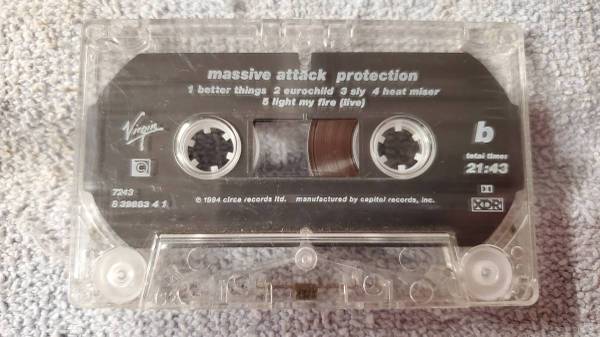 massive attack protection
1 better things 2 eurochild 3 sly 4 heat miser
5 light my fire (live)
Virgin
b
total time:
21:43
7243
8 39883 4 1
℗ 1994 circa records ltd. manufactured by capitol records, inc.
XDR